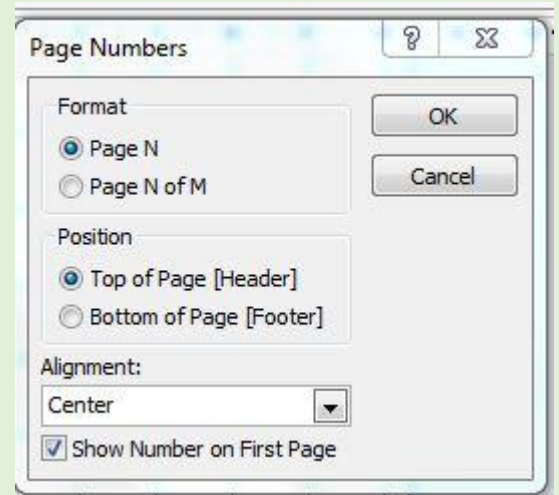 Page Numbers
Format
Page N
Page N of M
OK
Cancel
Position
Top of Page [Header]
Bottom of Page [Footer]
Alignment:
Center
Show Number on First Page